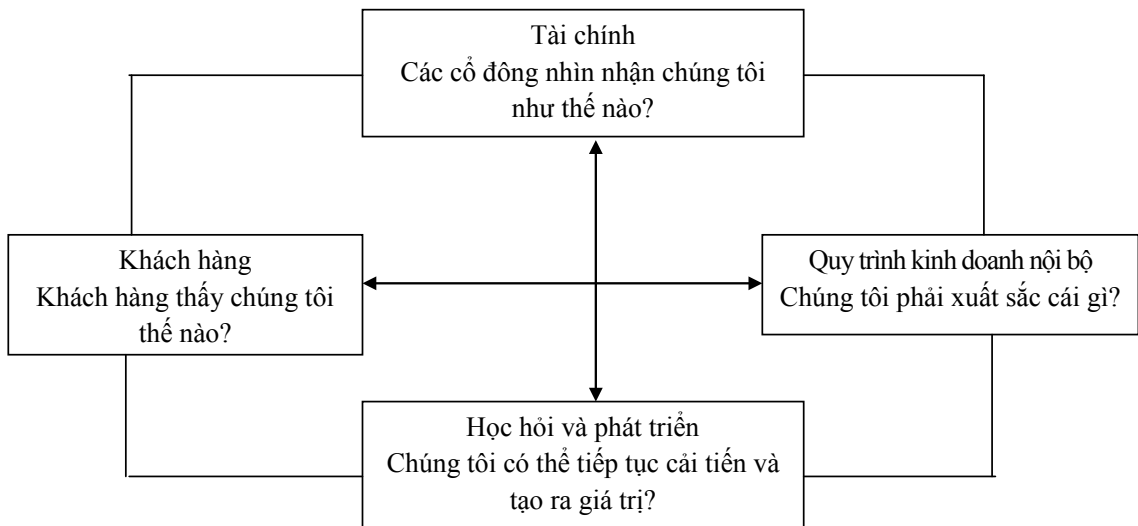 Tài chính
Các cổ đông nhìn nhận chúng tôi
như thế nào?
Khách hàng
Khách hàng thấy chúng tôi
thế nào?
Quy trình kinh doanh nội bộ
Chúng tôi phải xuất sắc cái gì?
Học hỏi và phát triển
Chúng tôi có thể tiếp tục cải tiến và
tạo ra giá trị?